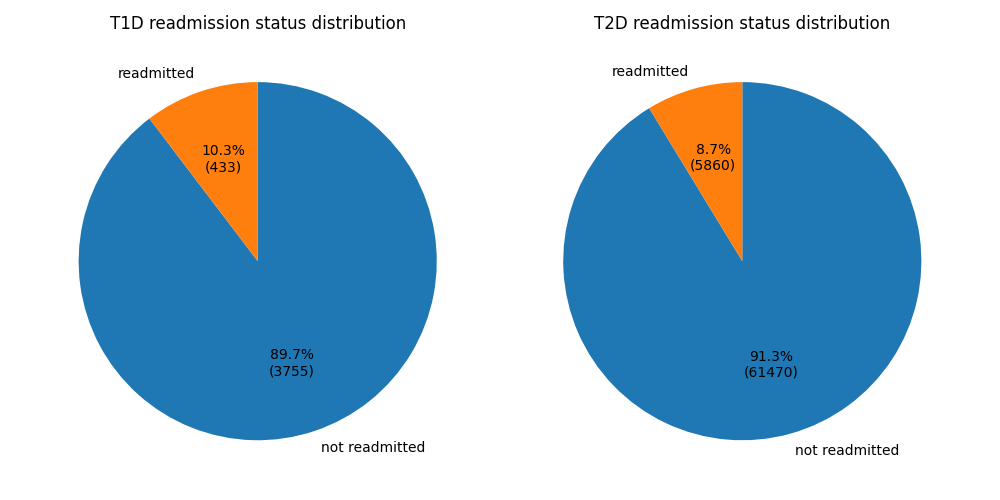 T1D readmission status distribution
readmitted
10.3%
(433)
89.7%
(3755)
not readmitted
T2D readmission status distribution
readmitted
8.7%
(5860)
91.3%
(61470)
not readmitted